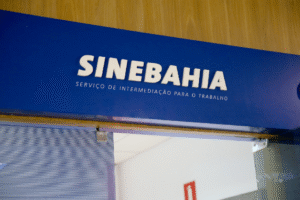 SINEBAHIA
SERVIÇO DE INTERMEDIAÇÃO PARA O TRABALHO